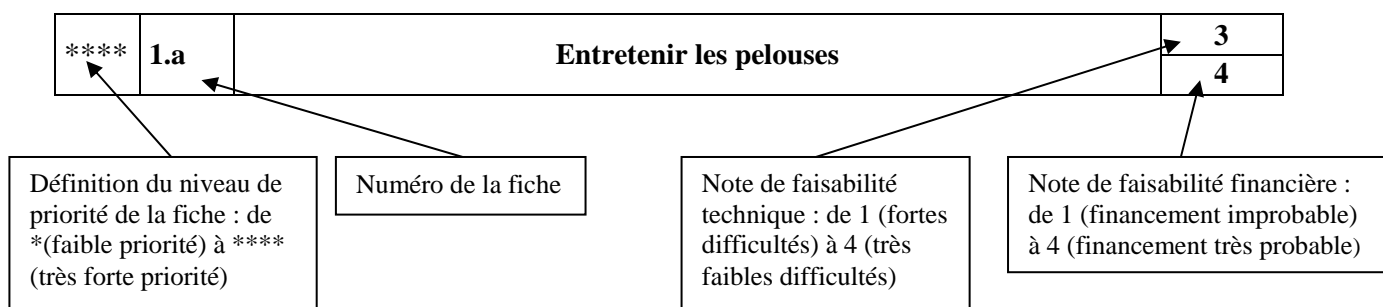 **** 1.a Entretenir les pelouses 3
4
Définition du niveau de
priorité de la fiche : de
*(faible priorité) à ****
(très forte priorité)
Numéro de la fiche
Note de faisabilité
technique : de 1 (fortes
difficultés) à 4 (très
faibles difficultés)
Note de faisabilité financière :
de 1 (financement improbable)
à 4 (financement très probable)